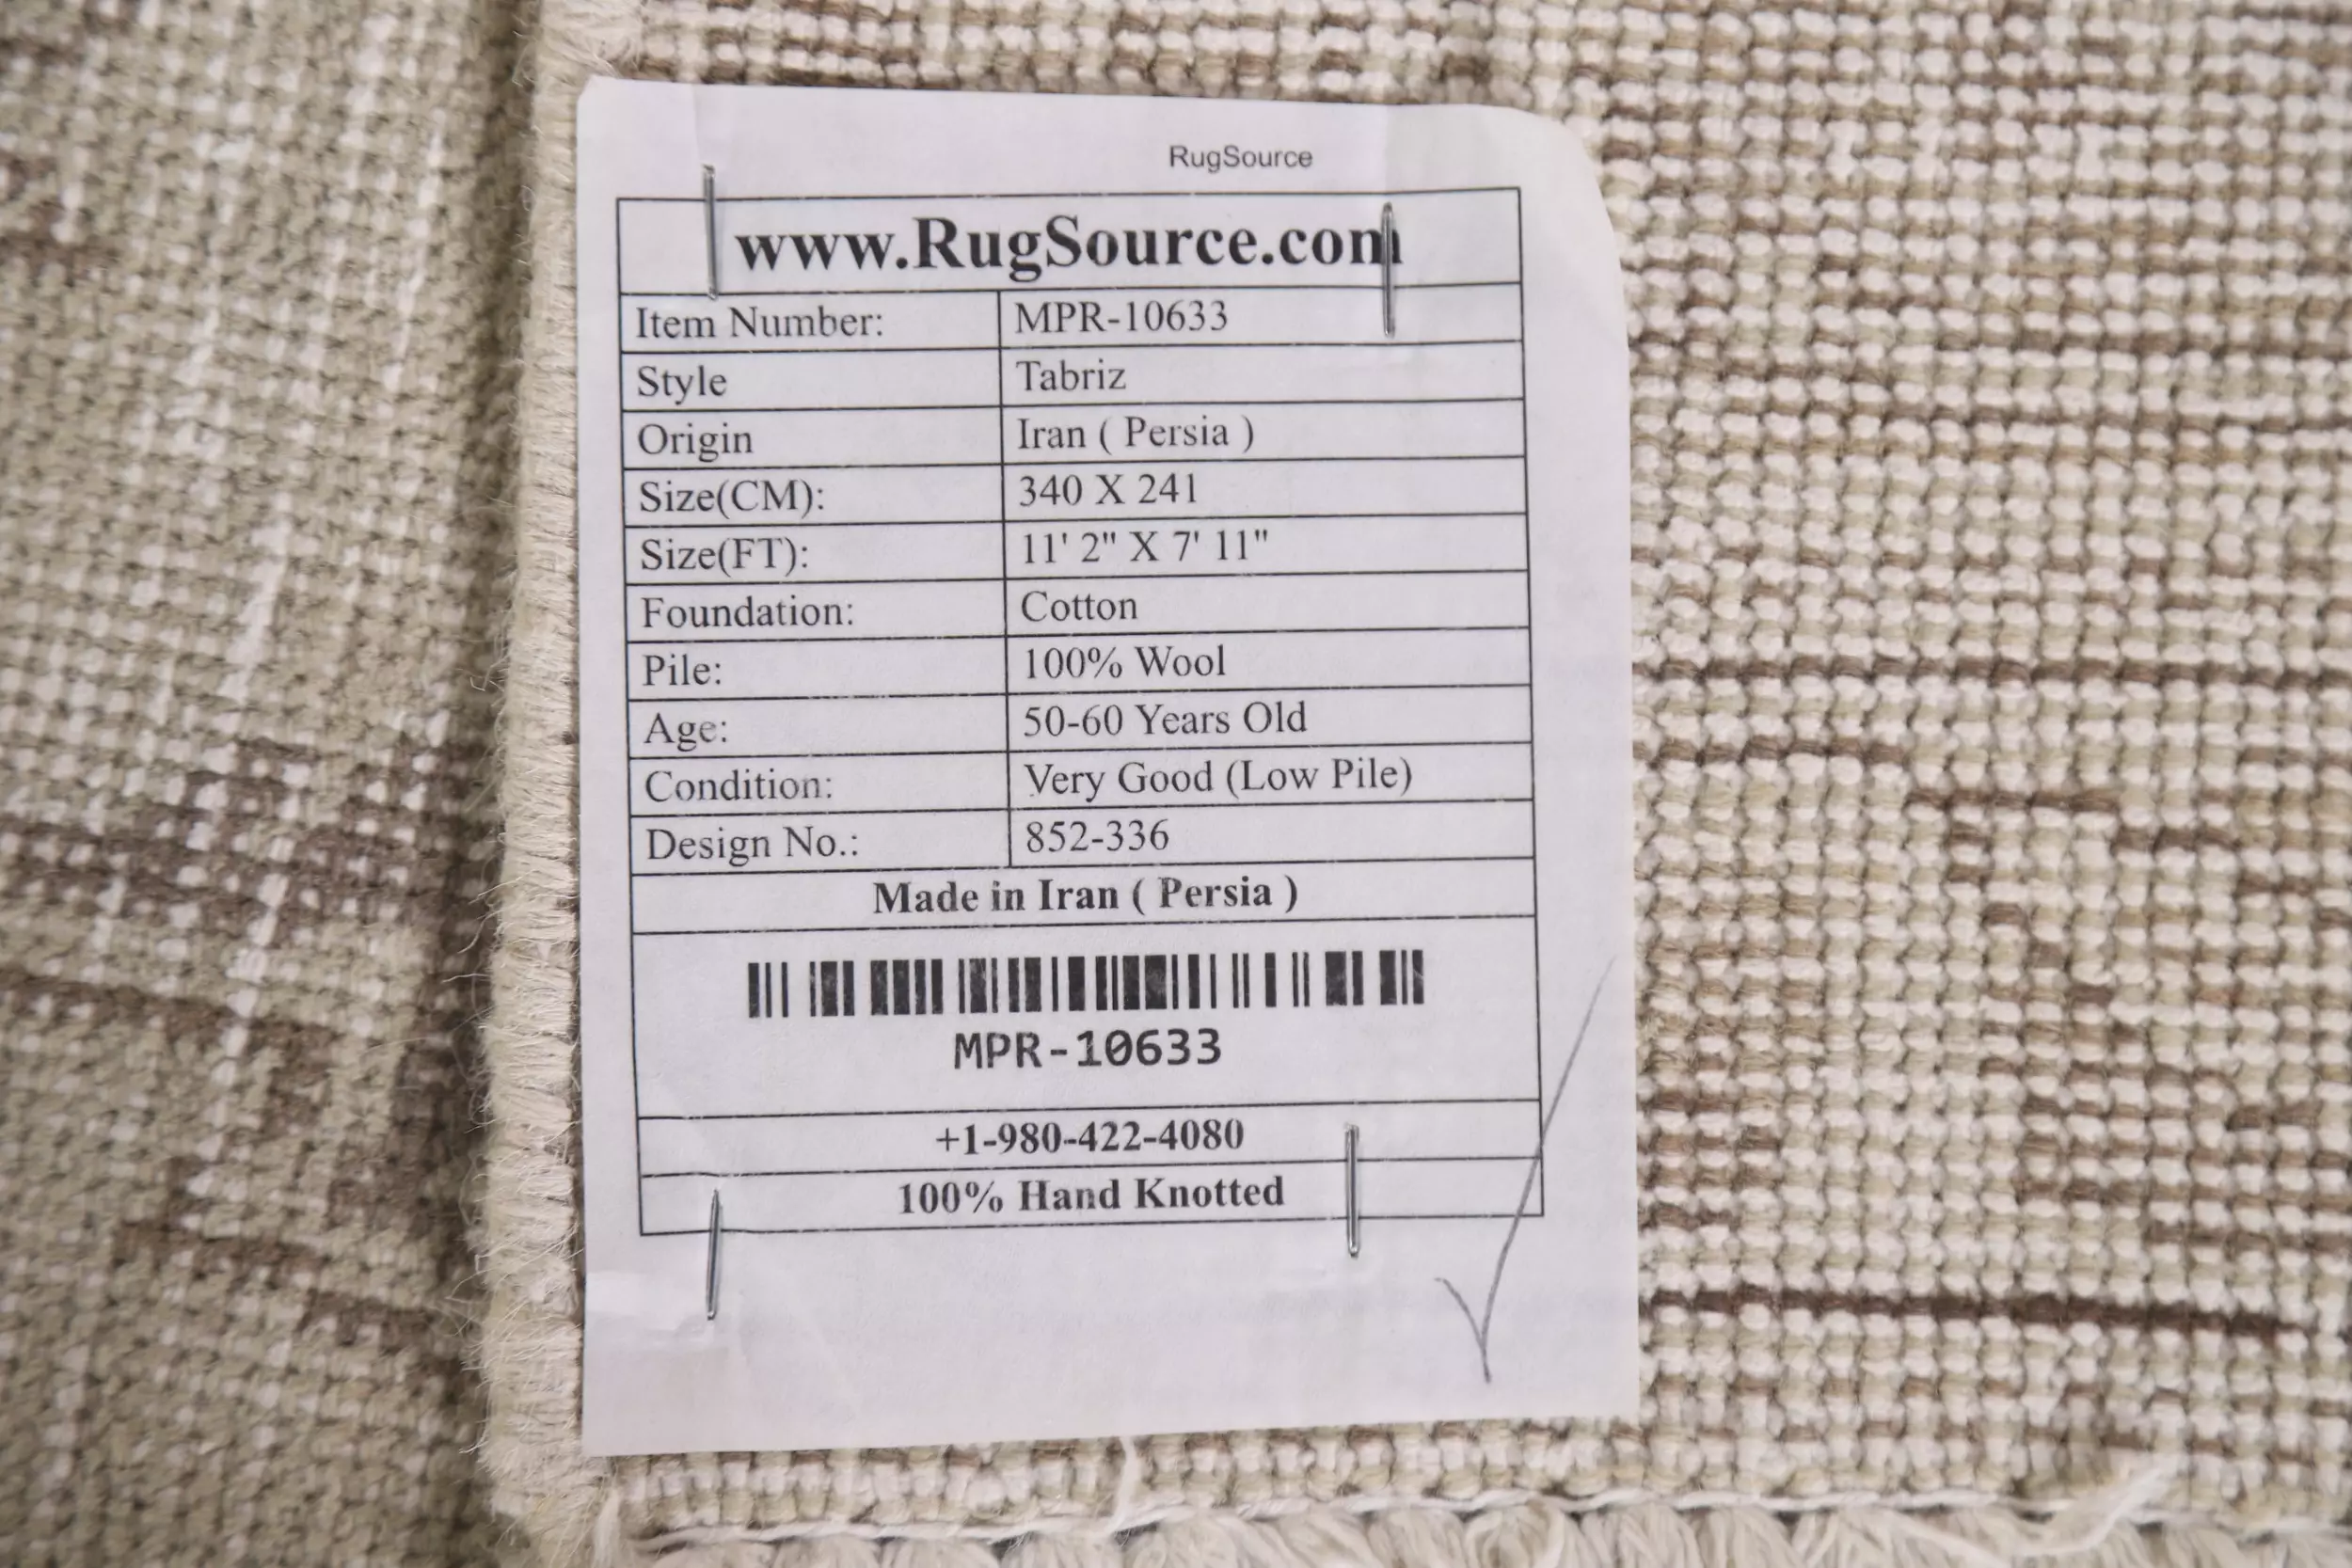 RugSource
www.RugSource.com
Item Number: MPR-10633
Style Tabriz
Origin Iran ( Persia )
Size(CM): 340 X 241
Size(FT): 11' 2" X 7' 11"
Foundation: Cotton
Pile: 100% Wool
Age: 50-60 Years Old
Condition: Very Good (Low Pile)
Design No.: 852-336
Made in Iran ( Persia )
MPR-10633
+1-980-422-4080
100% Hand Knotted